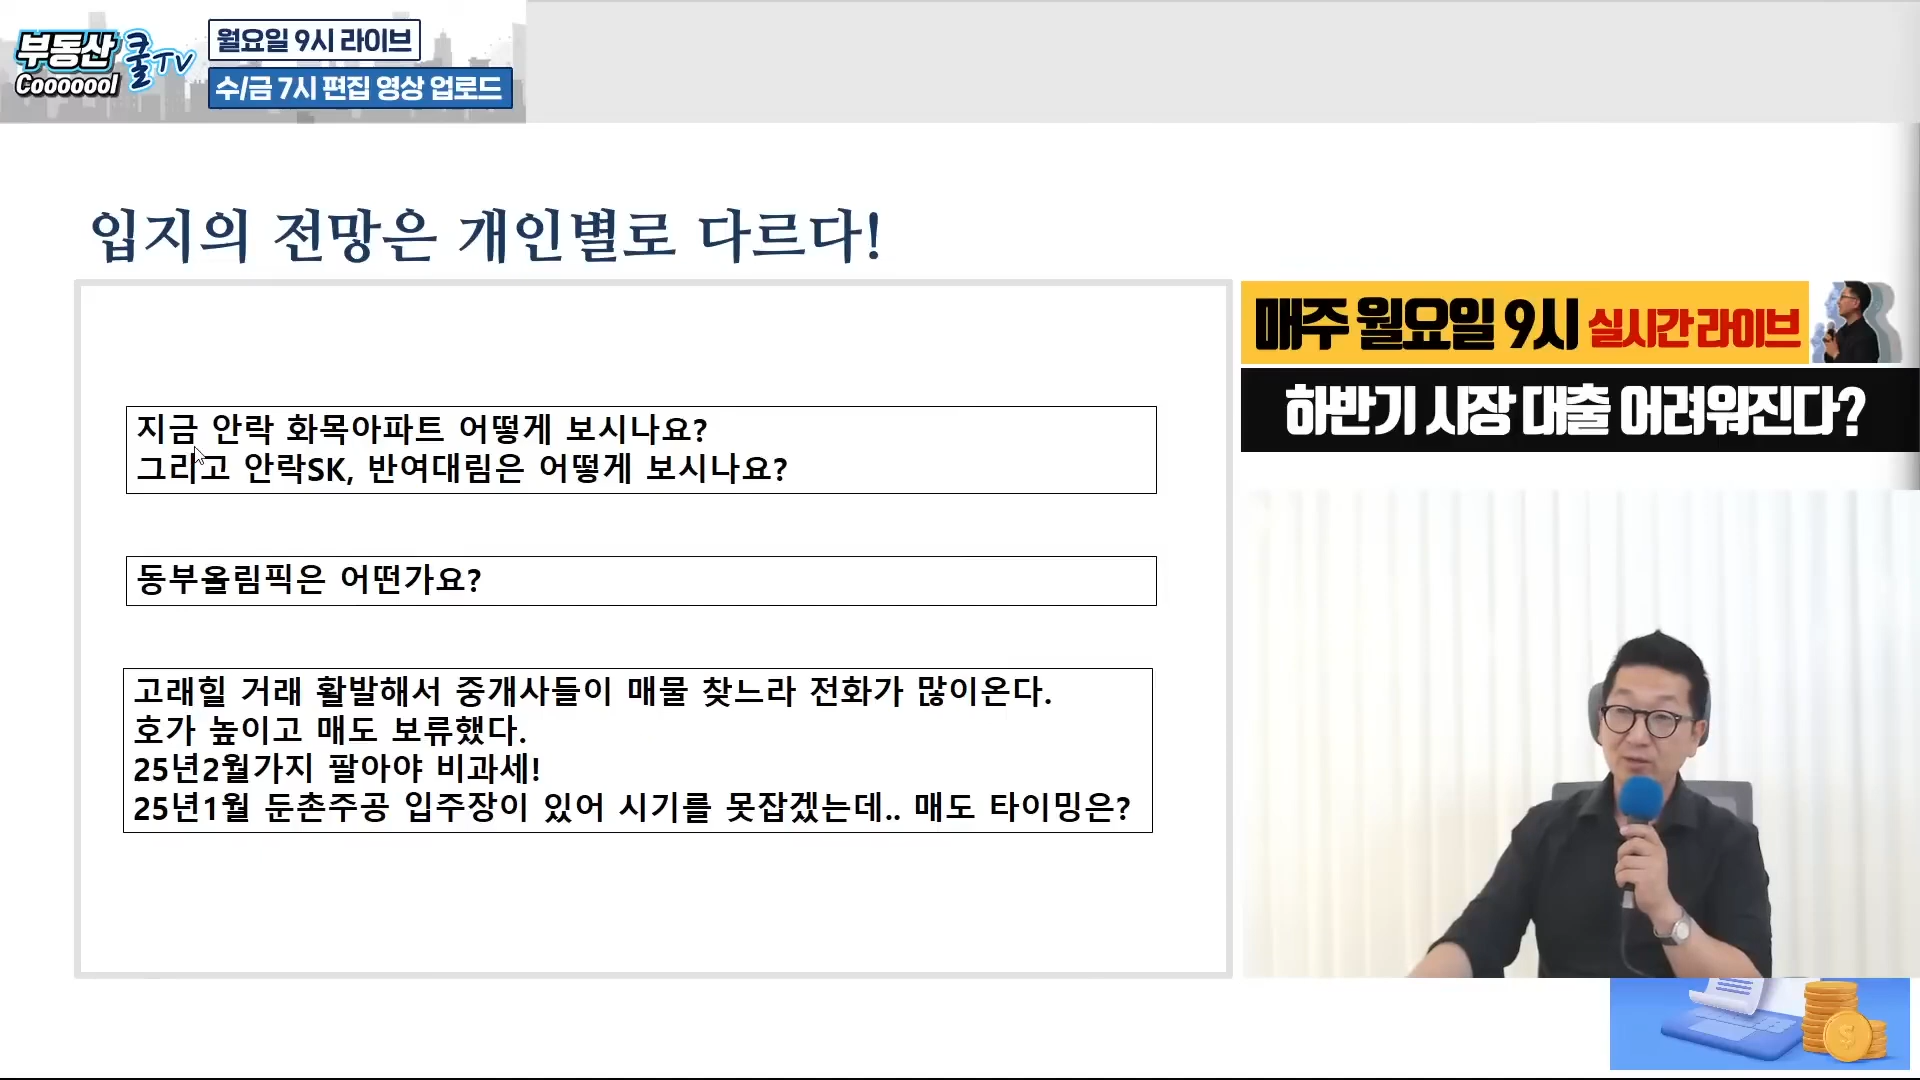 부동산
Cooooool
쿨TV
월요일 9시 라이브
수/금 7시 편집 영상 업로드
입지의 전망은 개인별로 다르다!
매주 월요일 9시 실시간 라이브
하반기 시장 대출 어려워진다?
지금 안락 화목아파트 어떻게 보시나요?
그리고 안락SK, 반여대림은 어떻게 보시나요?
동부올림픽은 어떤가요?
고래힐 거래 활발해서 중개사들이 매물 찾느라 전화가 많이온다.
호가 높이고 매도 보류했다.
25년2월가지 팔아야 비과세!
25년1월 둔촌주공 입주장이 있어 시기를 못잡겠는데.. 매도 타이밍은?